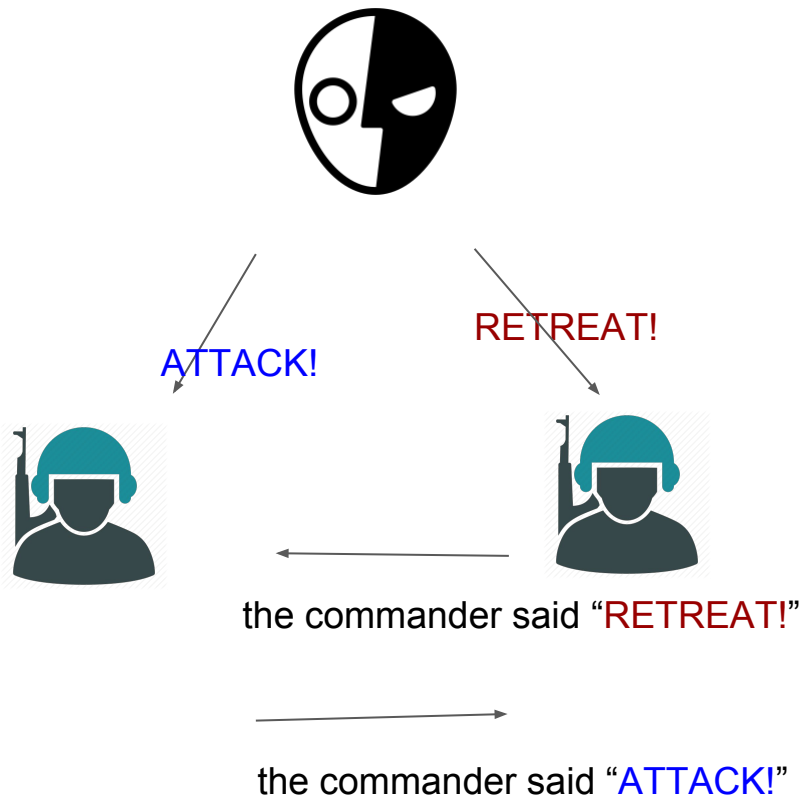 RETREAT!
ATTACK!
the commander said “RETREAT!”
the commander said “ATTACK!”